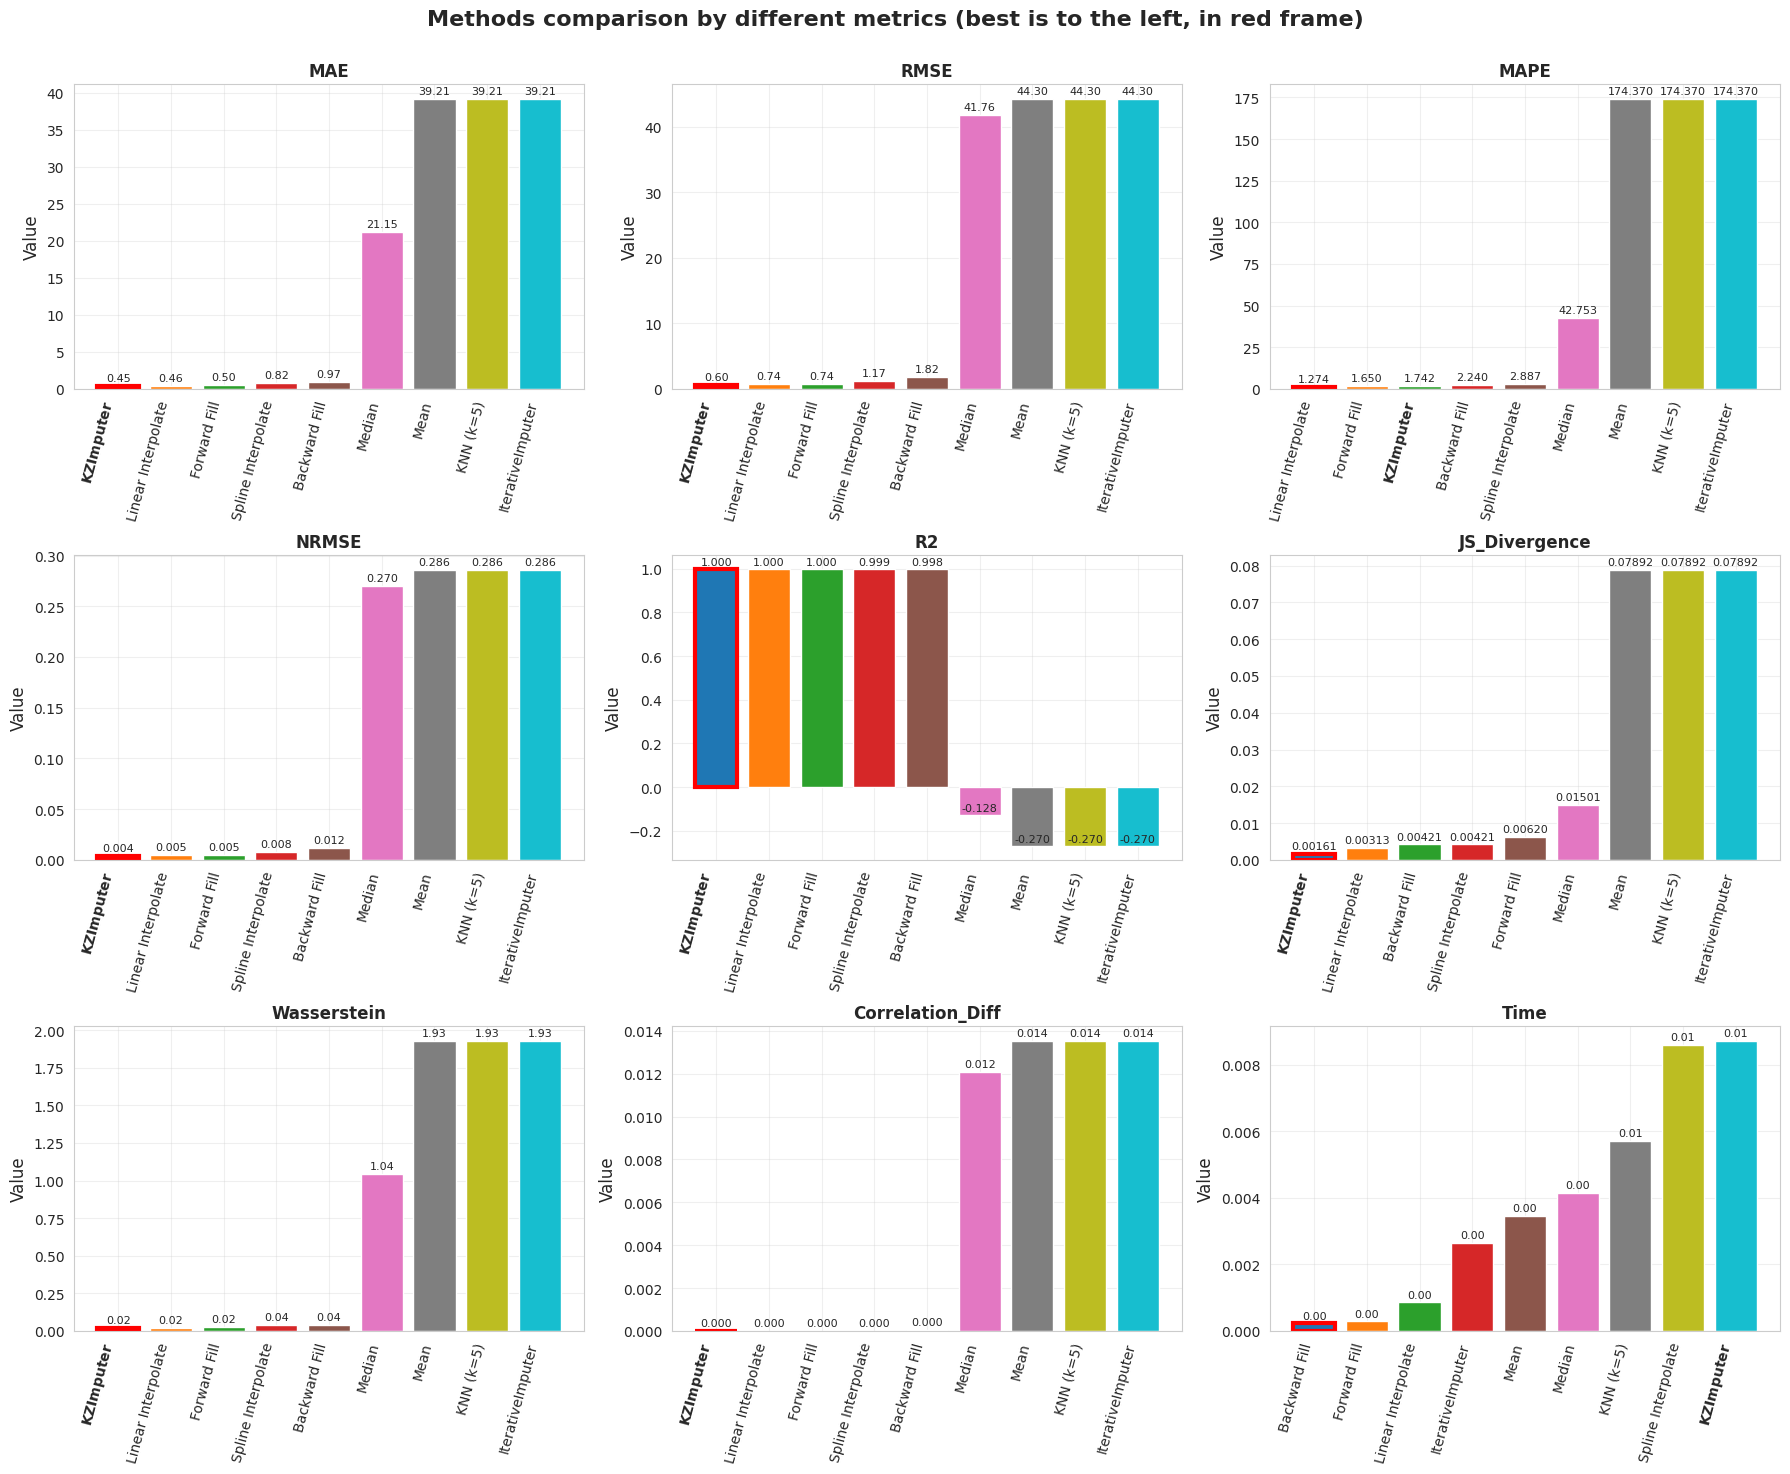 Methods comparison by different metrics (best is to the left, in red frame)
MAE
Value
40
35
30
25
20
15
10
5
0
0.45
0.46
0.50
0.82
0.97
21.15
39.21
39.21
39.21
KZImputer
Linear Interpolate
Forward Fill
Spline Interpolate
Backward Fill
Median
Mean
KNN (k=5)
IterativeImputer
RMSE
Value
40
30
20
10
0
0.60
0.74
0.74
1.17
1.82
41.76
44.30
44.30
44.30
KZImputer
Linear Interpolate
Forward Fill
Spline Interpolate
Backward Fill
Median
Mean
KNN (k=5)
IterativeImputer
MAPE
Value
175
150
125
100
75
50
25
0
1.274
1.650
1.742
2.240
2.887
42.753
174.370
174.370
174.370
Linear Interpolate
Forward Fill
KZImputer
Backward Fill
Spline Interpolate
Median
Mean
KNN (k=5)
IterativeImputer
NRMSE
Value
0.30
0.25
0.20
0.15
0.10
0.05
0.00
0.004
0.005
0.005
0.008
0.012
0.270
0.286
0.286
0.286
KZImputer
Linear Interpolate
Forward Fill
Spline Interpolate
Backward Fill
Median
Mean
KNN (k=5)
IterativeImputer
R2
Value
1.0
0.8
0.6
0.4
0.2
0.0
−0.2
1.000
1.000
1.000
0.999
0.998
-0.128
-0.270
-0.270
-0.270
KZImputer
Linear Interpolate
Forward Fill
Spline Interpolate
Backward Fill
Median
Mean
KNN (k=5)
IterativeImputer
JS_Divergence
Value
0.08
0.07
0.06
0.05
0.04
0.03
0.02
0.01
0.00
0.00161
0.00313
0.00421
0.00421
0.00620
0.01501
0.07892
0.07892
0.07892
KZImputer
Linear Interpolate
Backward Fill
Spline Interpolate
Forward Fill
Median
Mean
KNN (k=5)
IterativeImputer
Wasserstein
Value
2.00
1.75
1.50
1.25
1.00
0.75
0.50
0.25
0.00
0.02
0.02
0.02
0.04
0.04
1.04
1.93
1.93
1.93
KZImputer
Linear Interpolate
Forward Fill
Spline Interpolate
Backward Fill
Median
Mean
KNN (k=5)
IterativeImputer
Correlation_Diff
Value
0.014
0.012
0.010
0.008
0.006
0.004
0.002
0.000
0.000
0.000
0.000
0.000
0.000
0.012
0.014
0.014
0.014
KZImputer
Linear Interpolate
Forward Fill
Spline Interpolate
Backward Fill
Median
Mean
KNN (k=5)
IterativeImputer
Time
Value
0.008
0.006
0.004
0.002
0.000
0.00
0.00
0.00
0.00
0.00
0.00
0.01
0.01
0.01
Backward Fill
Forward Fill
Linear Interpolate
IterativeImputer
Mean
Median
KNN (k=5)
Spline Interpolate
KZImputer